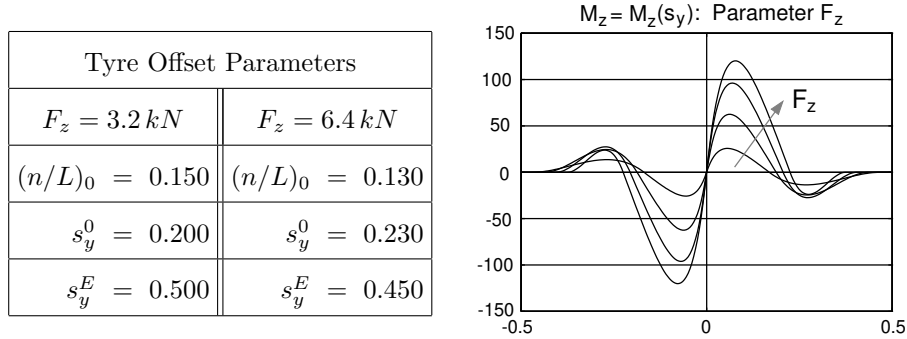 Tyre Offset Parameters
F_z = 3.2 kN F_z = 6.4 kN
(n/L)_0 = 0.150 (n/L)_0 = 0.130
s_y^0 = 0.200 s_y^0 = 0.230
s_y^E = 0.500 s_y^E = 0.450
M_z = M_z(s_y): Parameter F_z
150
100
F_z
50
0
-50
-100
-150
-0.5 0 0.5